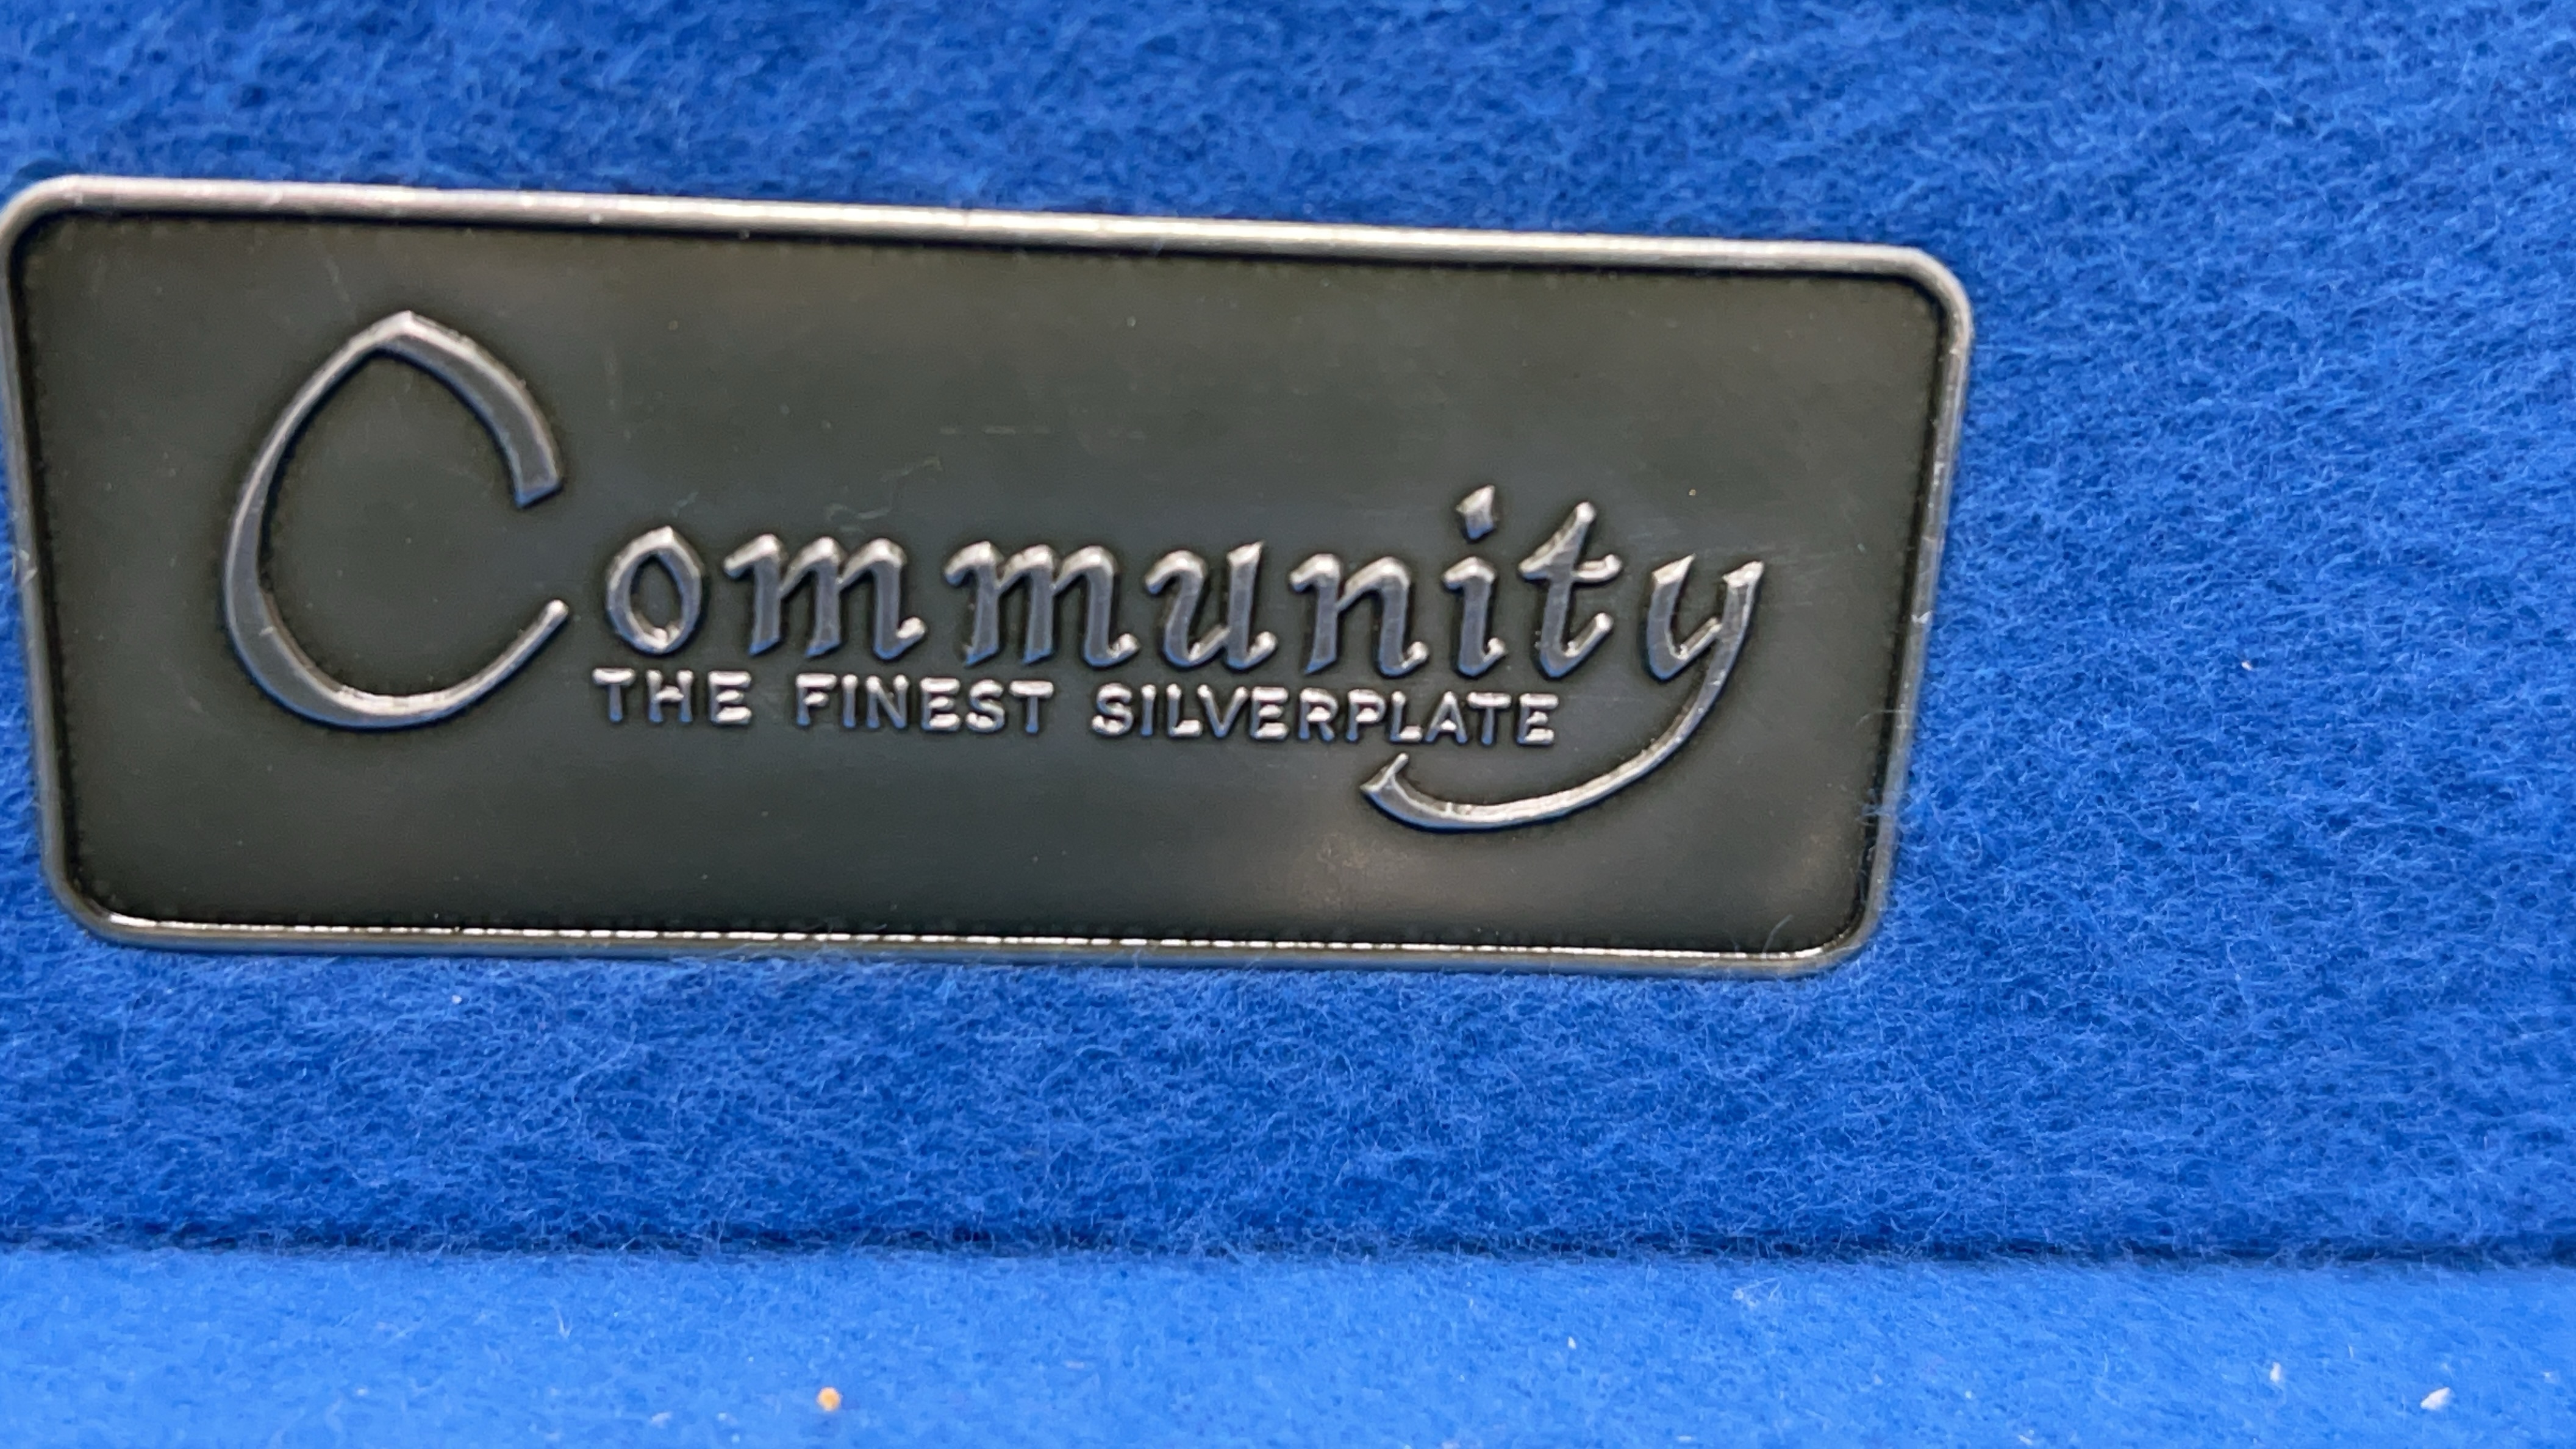 Community
THE FINEST SILVERPLATE